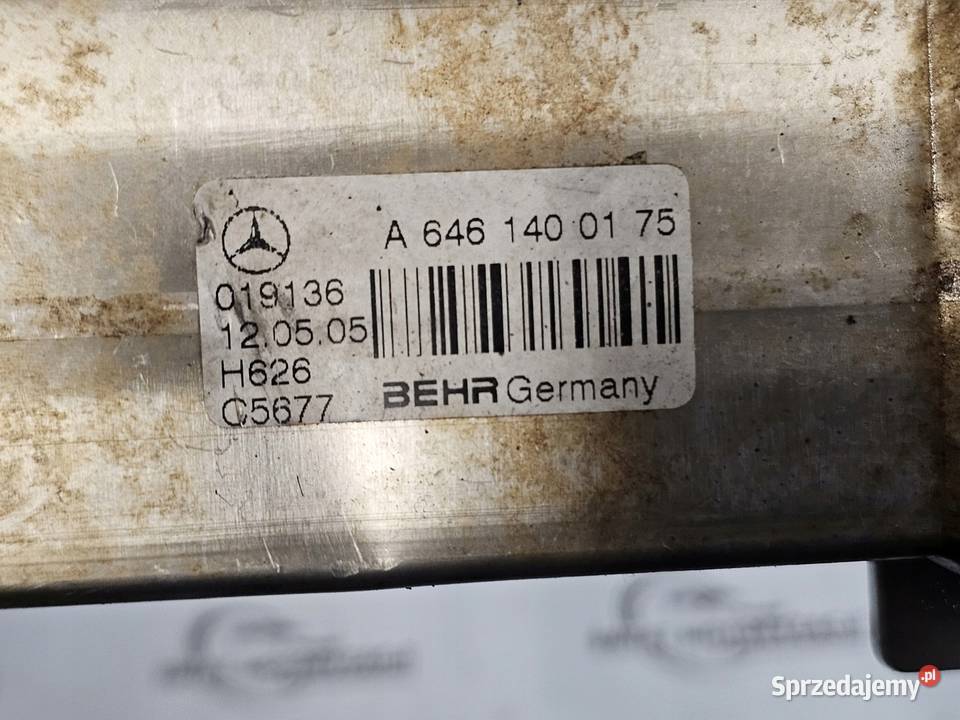 A 646 140 01 75
019136
12.05.05
H626
C5677
BEHR Germany
Sprzedajemy.pl